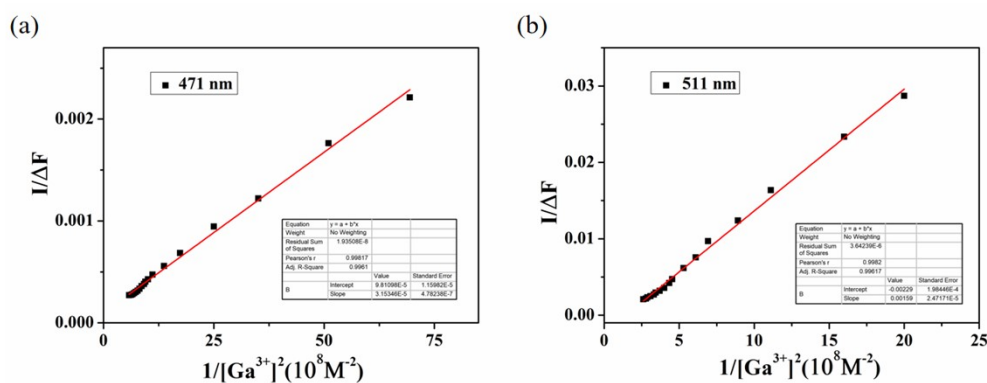 (a)
471 nm
I/ΔF
0.002
0.001
0.000
0
25
50
75
1/[Ga³⁺]²(10⁸M⁻²)
Equation y = a + b*x
Weight No Weighting
Residual Sum of Squares 1.93508E-8
Pearson's r 0.99817
Adj. R-Square 0.9961
Value Standard Error
B Intercept 9.81098E-5 1.15982E-5
Slope 3.15346E-5 4.78238E-7
(b)
511 nm
I/ΔF
0.03
0.02
0.01
0.00
0
5
10
15
20
25
1/[Ga³⁺]²(10⁸M⁻²)
Equation y = a + b*x
Weight No Weighting
Residual Sum of Squares 3.64239E-6
Pearson's r 0.9982
Adj. R-Square 0.99617
Value Standard Error
B Intercept -0.00229 1.98446E-4
Slope 0.00159 2.47171E-5